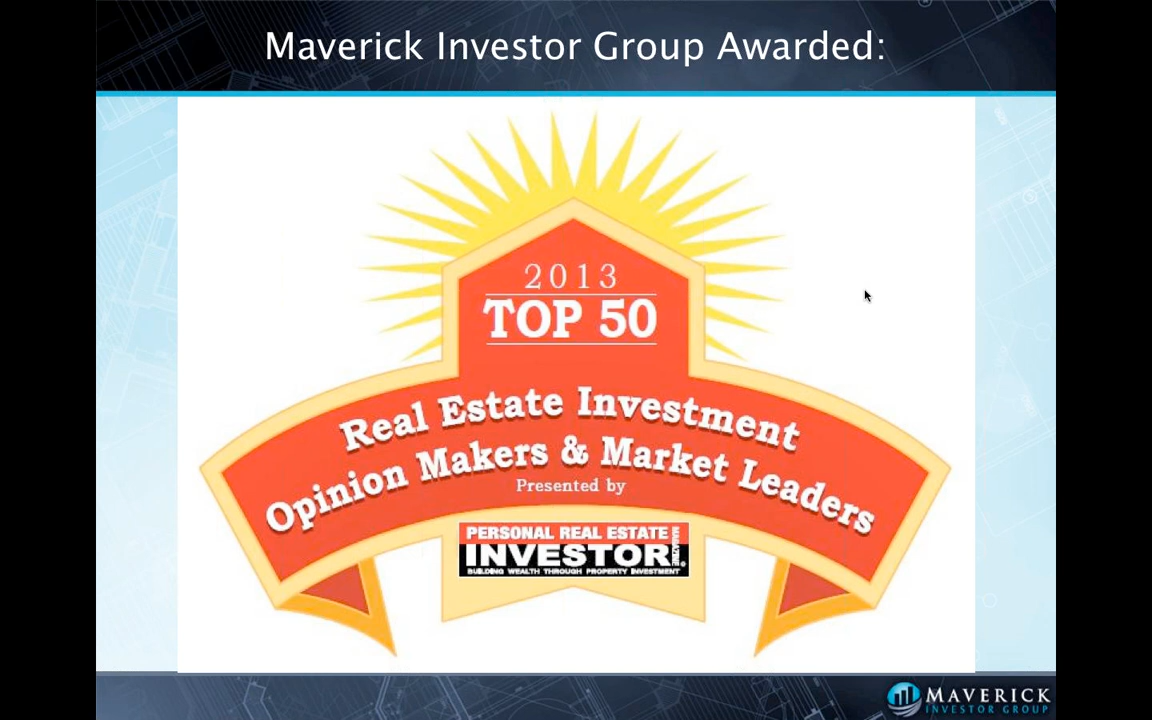 Maverick Investor Group Awarded:
2013
TOP 50
Real Estate Investment
Opinion Makers & Market Leaders
Presented by
PERSONAL REAL ESTATE
INVESTOR
MAGAZINE
BUILDING WEALTH THROUGH PROPERTY INVESTMENT
MAVERICK
INVESTOR GROUP